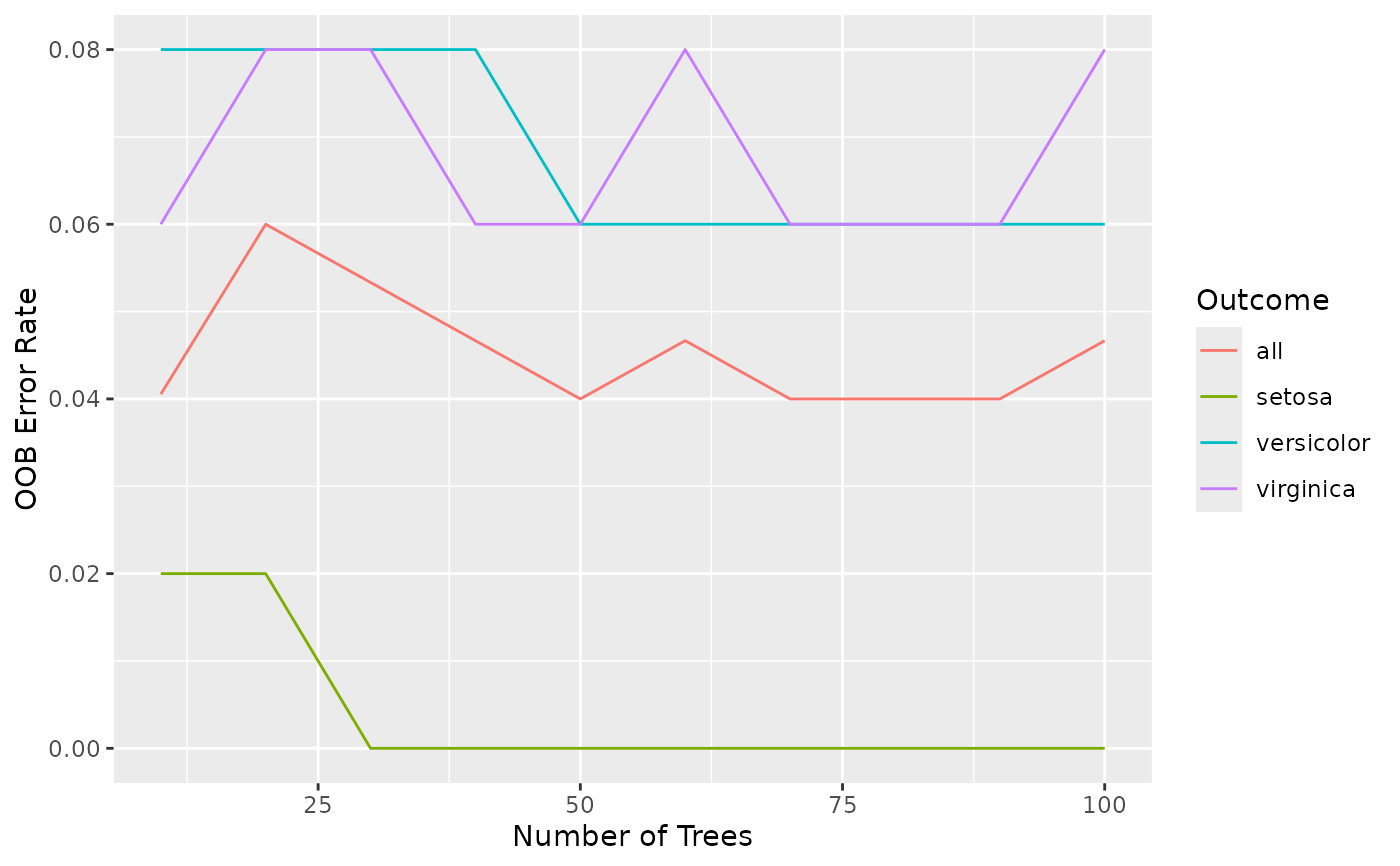 0.08
0.06
0.04
0.02
0.00
OOB Error Rate
25
50
75
100
Number of Trees
Outcome
all
setosa
versicolor
virginica